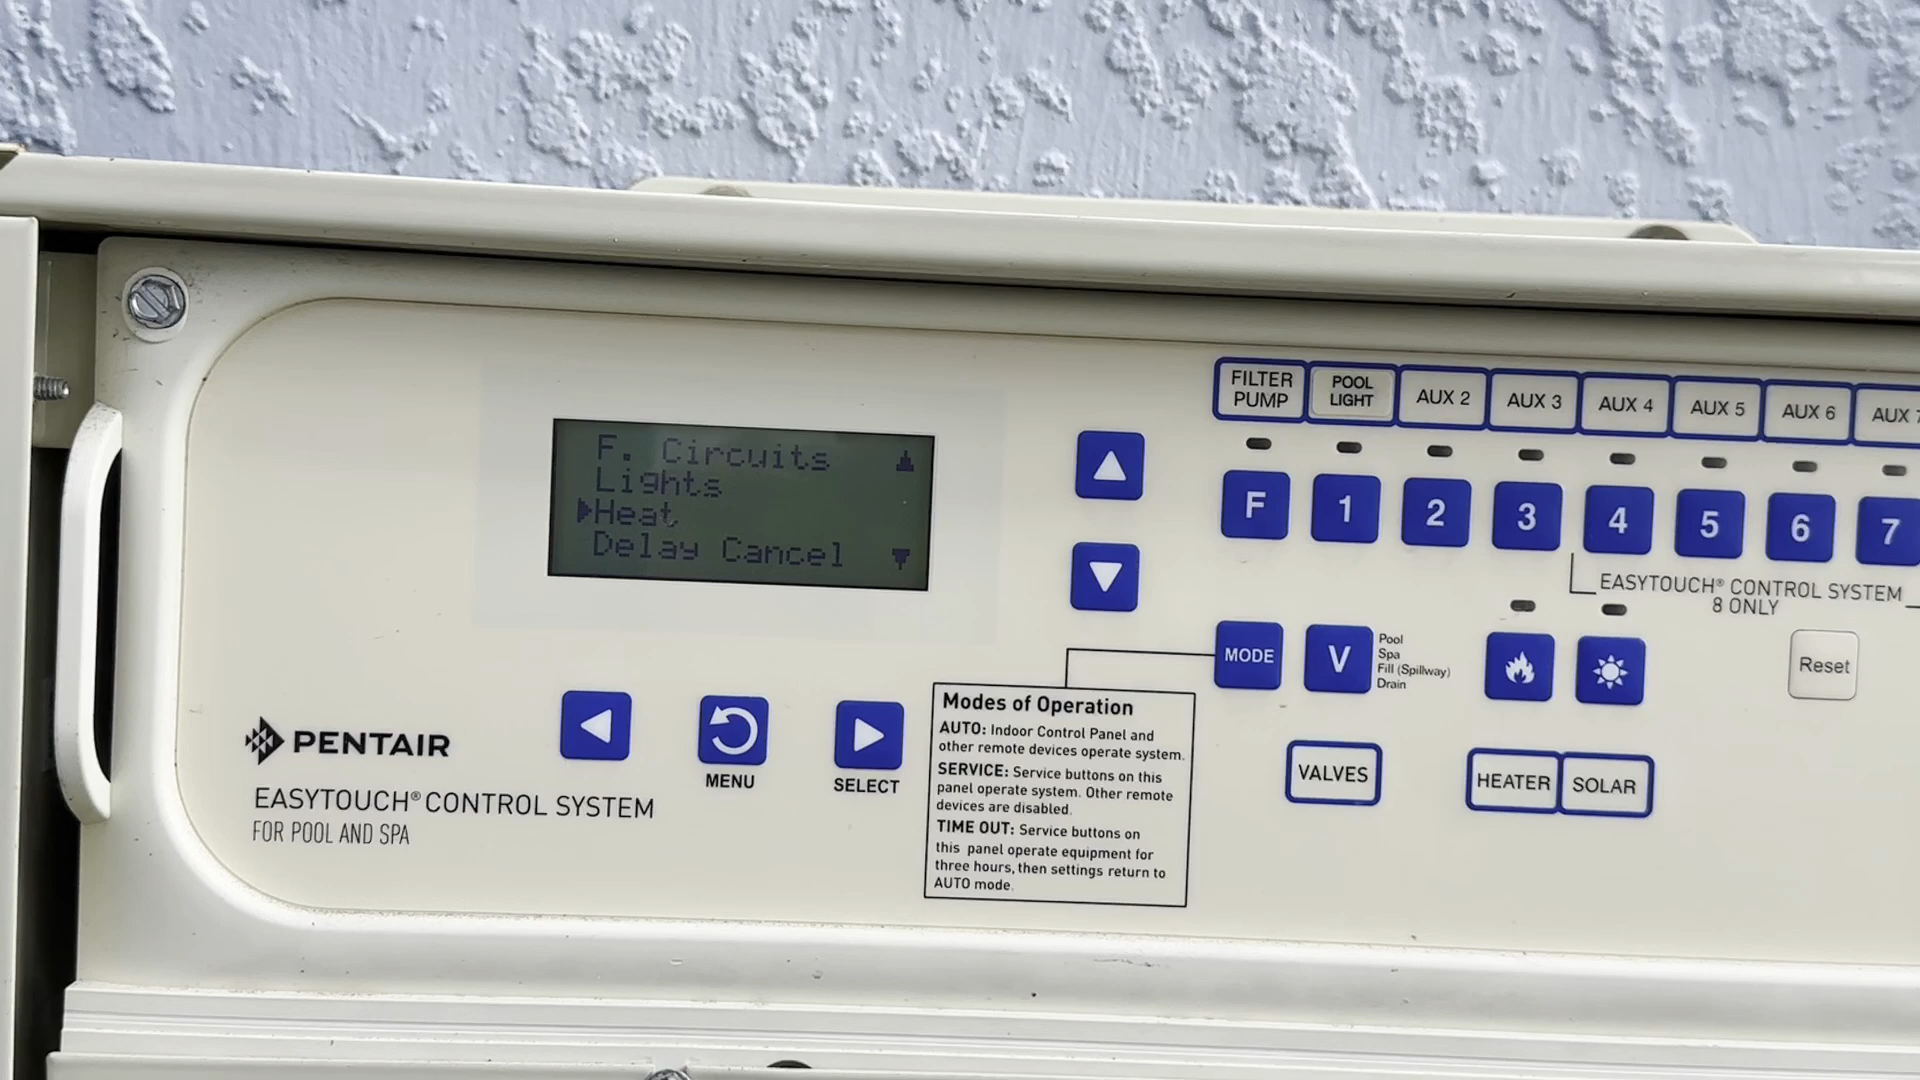 F. Circuits
Lights
Heat
Delay Cancel
PENTAIR
EASYTOUCH® CONTROL SYSTEM
FOR POOL AND SPA
MENU
SELECT
Modes of Operation
AUTO: Indoor Control Panel and
other remote devices operate system.
SERVICE: Service buttons on this
panel operate system. Other remote
devices are disabled.
TIME OUT: Service buttons on
this panel operate equipment for
three hours, then settings return to
AUTO mode.
FILTER
PUMP
POOL
LIGHT
AUX 2
AUX 3
AUX 4
AUX 5
AUX 6
AUX 7
F
1
2
3
4
5
6
7
EASYTOUCH® CONTROL SYSTEM
8 ONLY
MODE
V
Pool
Spa
Fill (Spillway)
Drain
Reset
VALVES
HEATER
SOLAR